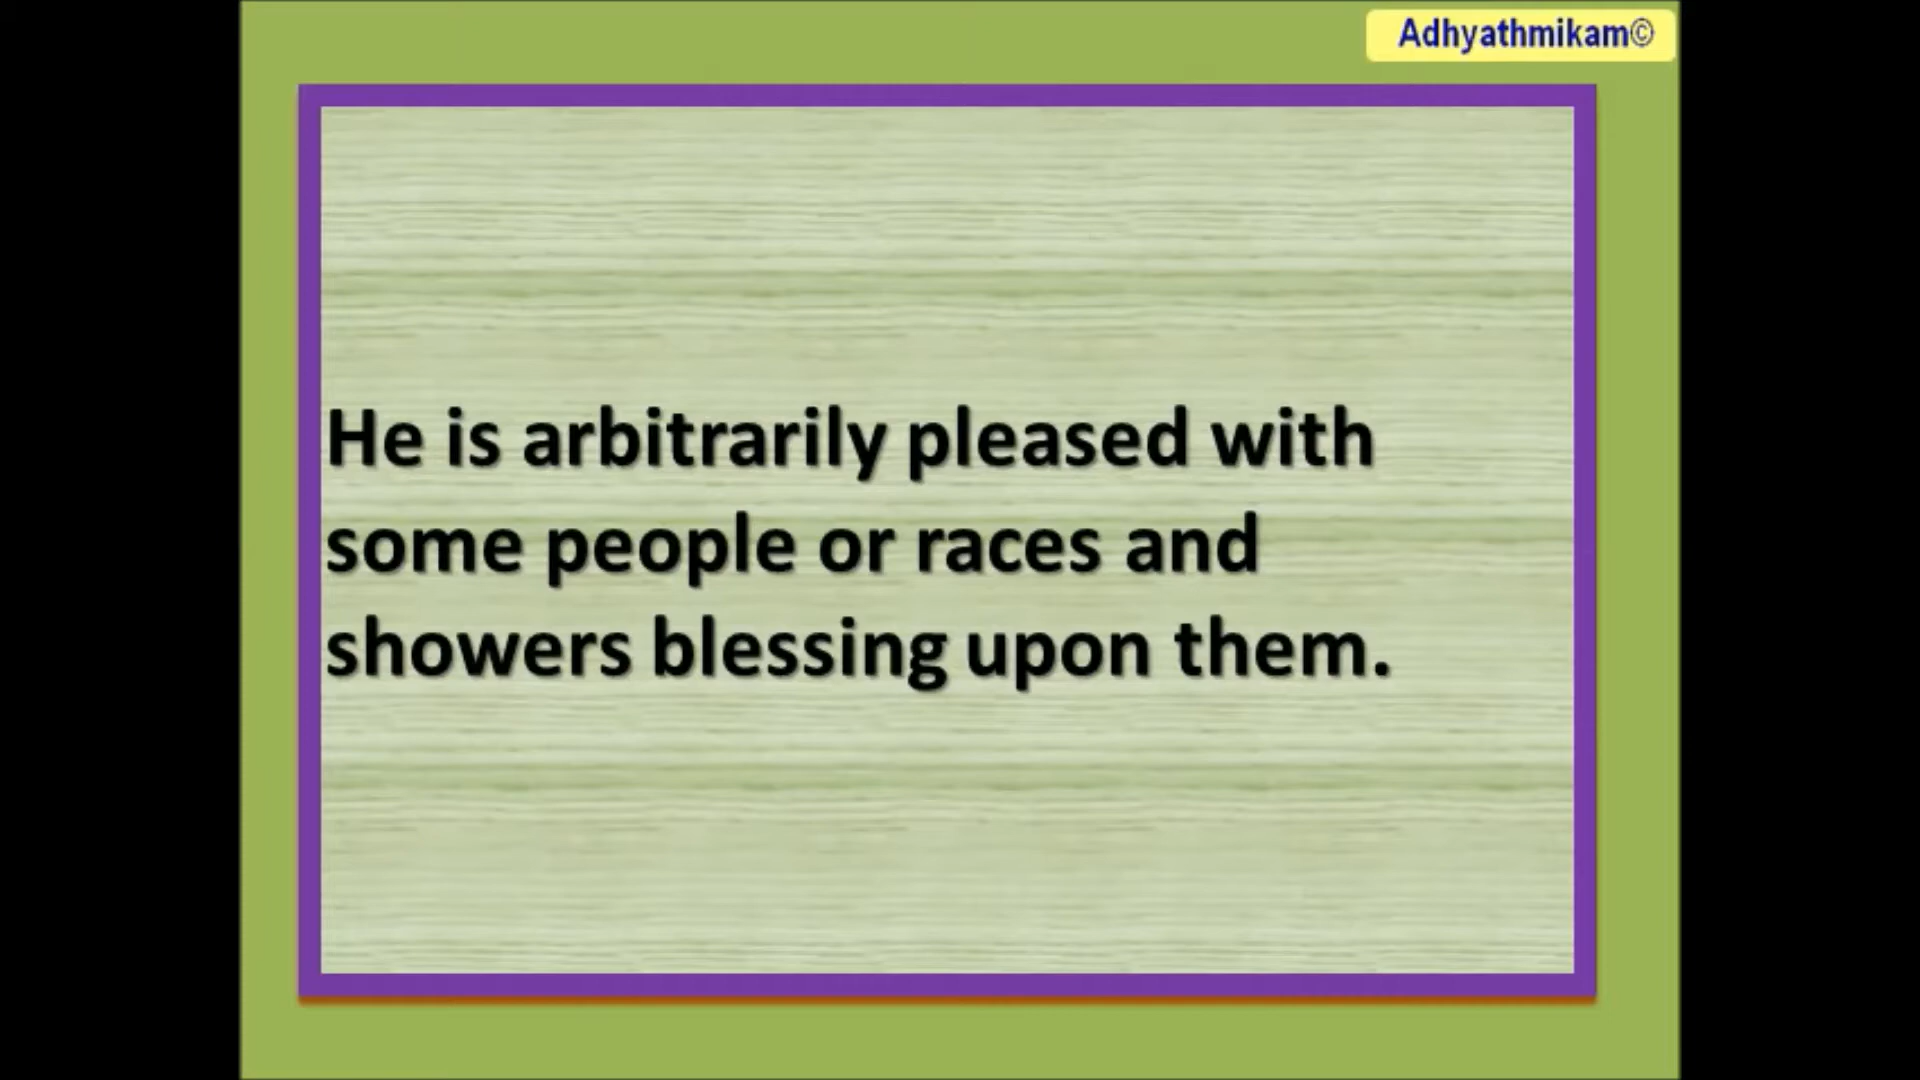 Adhyathmikam©
He is arbitrarily pleased with
some people or races and
showers blessing upon them.